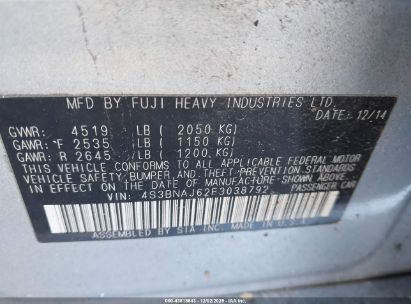 MFD BY FUJI HEAVY INDUSTRIES LTD.
DATE: 12/14
GVWR: 4519 LB ( 2050 KG)
GAWR: F 2535 LB ( 1150 KG)
GAWR: R 2645 LB ( 1200 KG)
THIS VEHICLE CONFORMS TO ALL APPLICABLE FEDERAL MOTOR
VEHICLE SAFETY, BUMPER, AND THEFT PREVENTION STANDARDS
IN EFFECT ON THE DATE OF MANUFACTURE SHOWN ABOVE.
VIN: 4S3BNAJ62F3038792 PASSENGER CAR
ASSEMBLED BY SIA INC. MADE IN U.S.A.